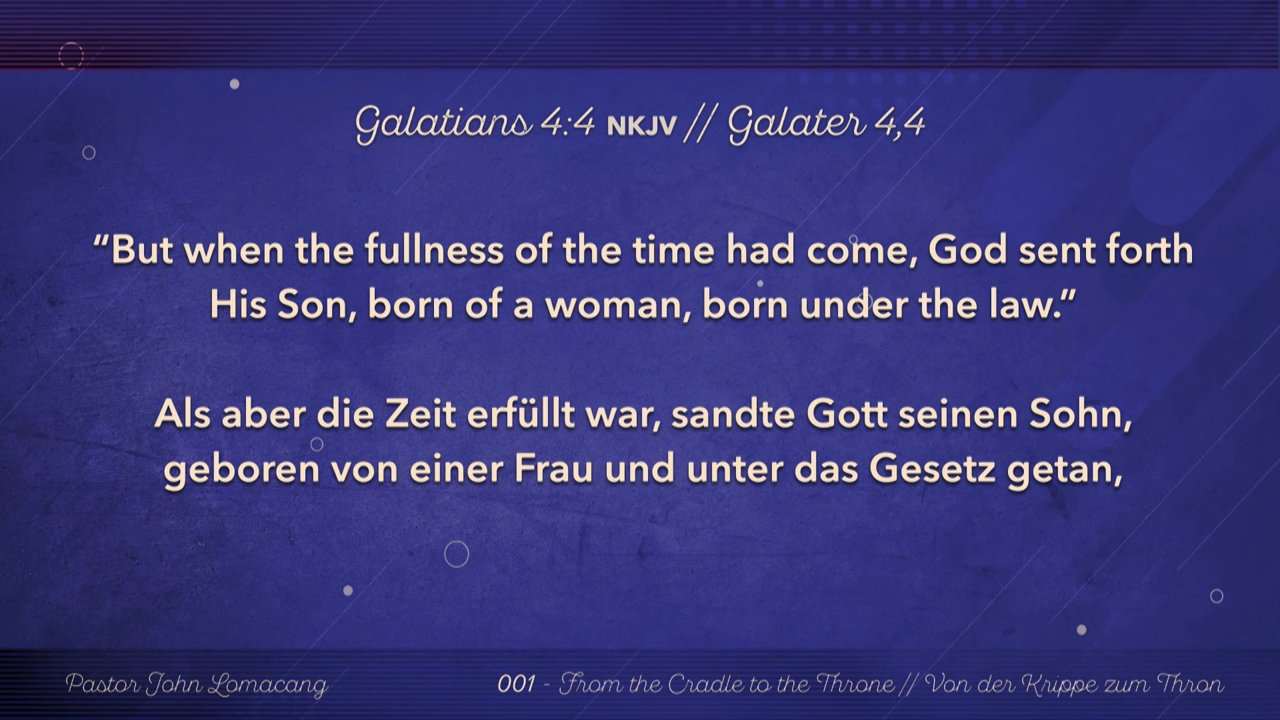 Galatians 4:4 NKJV // Galater 4,4
“But when the fullness of the time had come, God sent forth
His Son, born of a woman, born under the law.”
Als aber die Zeit erfüllt war, sandte Gott seinen Sohn,
geboren von einer Frau und unter das Gesetz getan,
Pastor John Lomacang
001 - From the Cradle to the Throne // Von der Krippe zum Thron